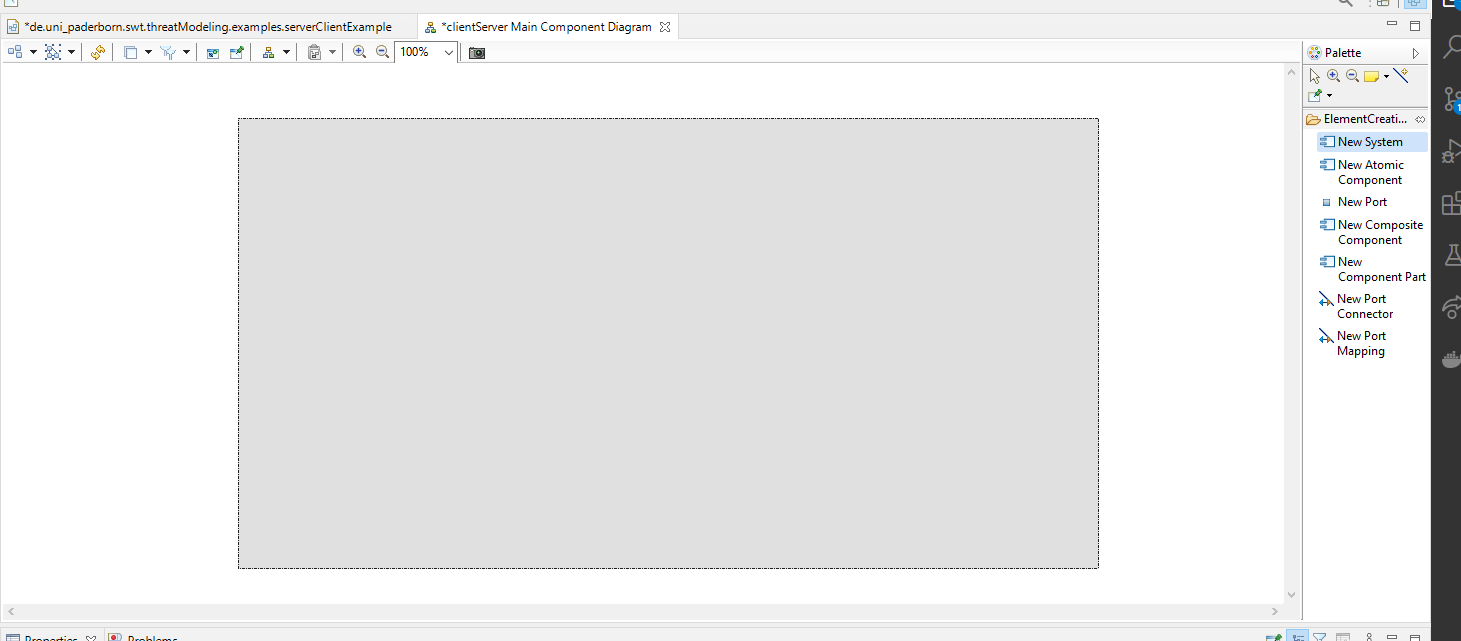 *de.uni_paderborn.swt.threatModeling.examples.serverClientExample
*clientServer Main Component Diagram
100%
Palette
ElementCreati...
New System
New Atomic
Component
New Port
New Composite
Component
New
Component Part
New Port
Connector
New Port
Mapping
Properties
Problems